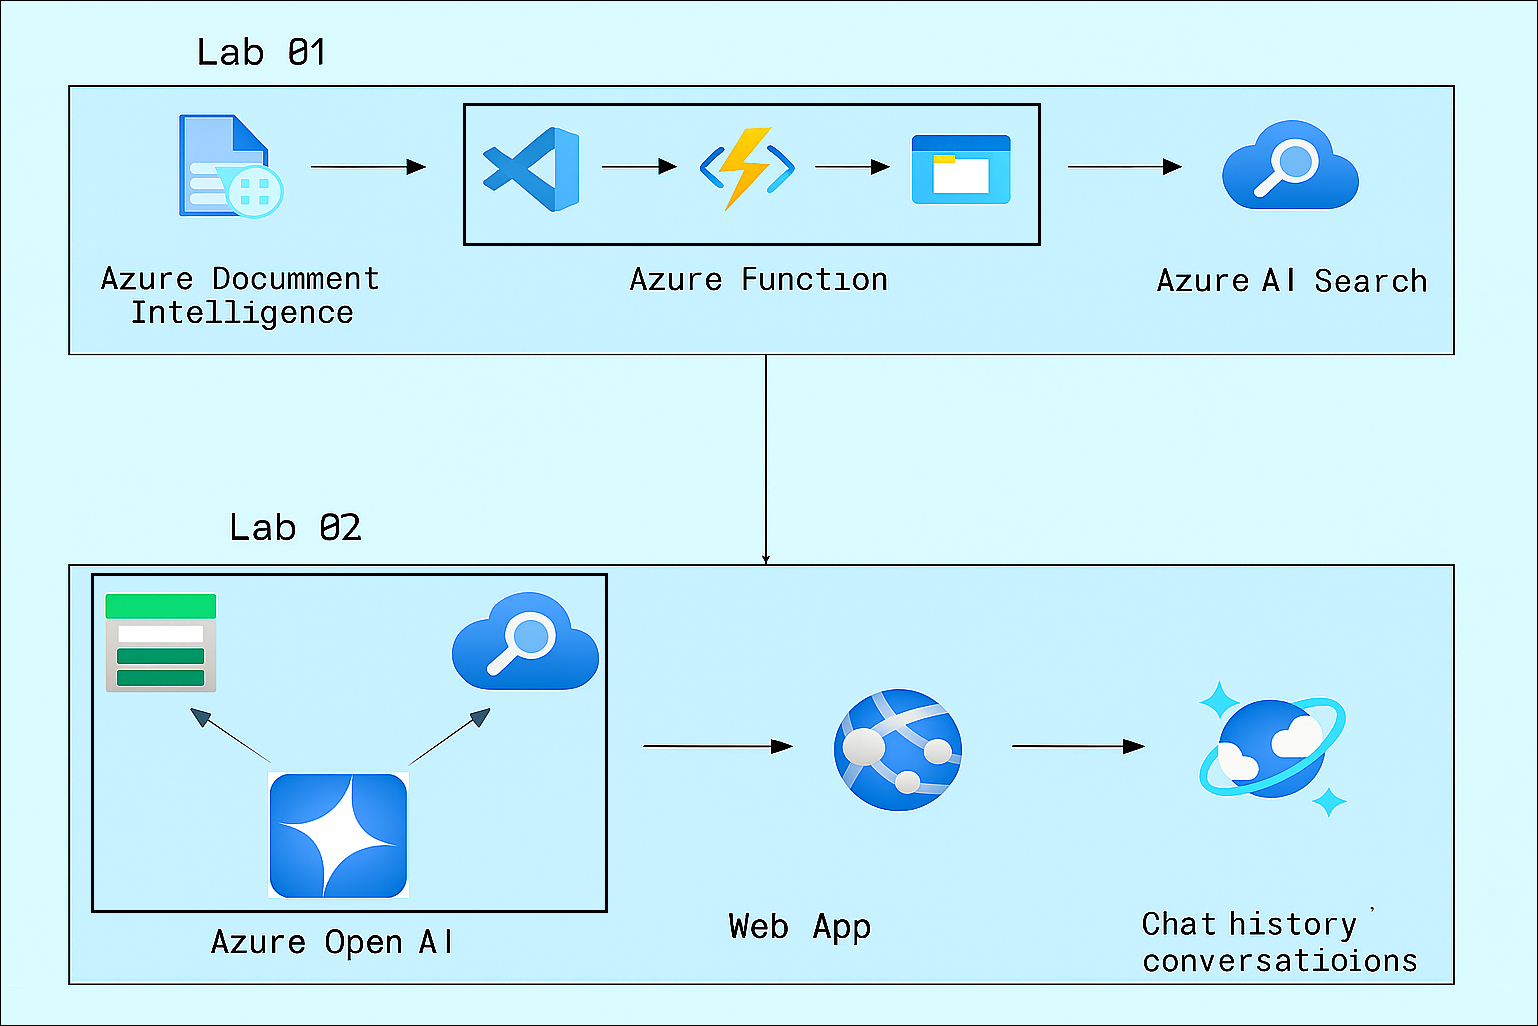 Lab 01
Azure Documment
Intelligence
Azure Function
Azure AI Search
Lab 02
Azure Open AI
Web App
Chat history '
conversatioions